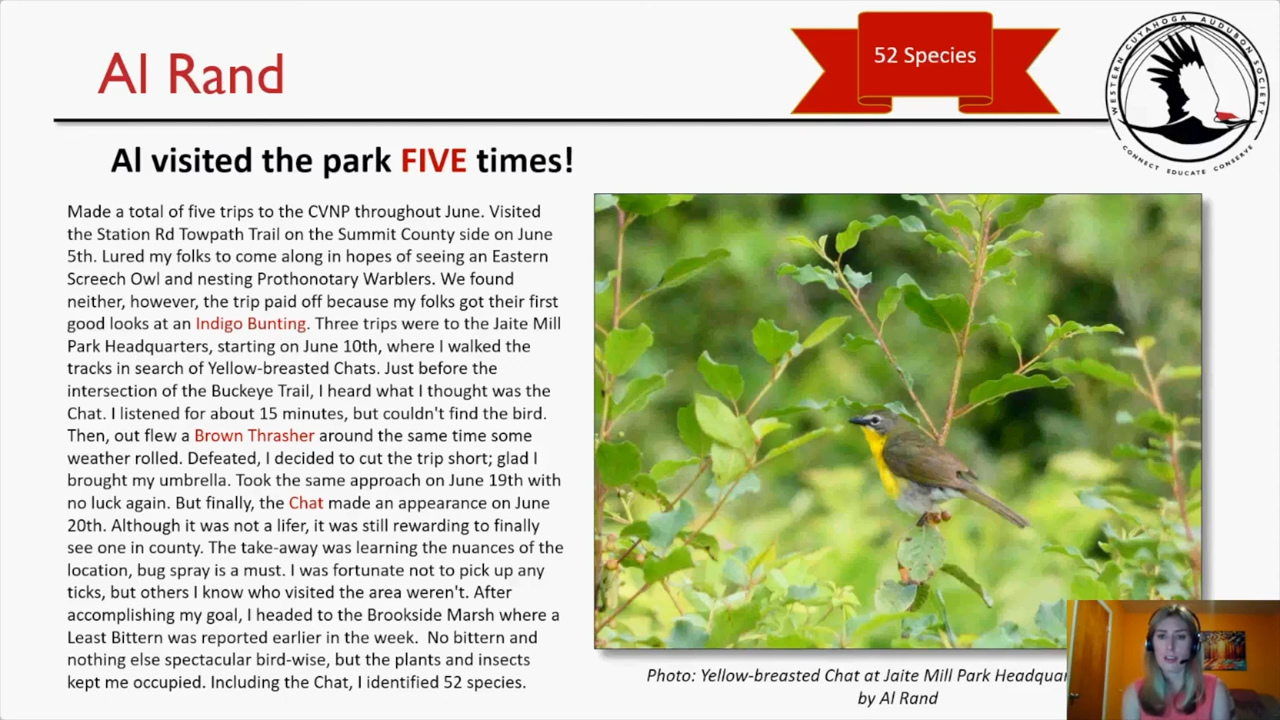 Al Rand
52 Species
WESTERN CUYAHOGA AUDUBON SOCIETY
CONNECT EDUCATE CONSERVE
Al visited the park FIVE times!
Made a total of five trips to the CVNP throughout June. Visited
the Station Rd Towpath Trail on the Summit County side on June
5th. Lured my folks to come along in hopes of seeing an Eastern
Screech Owl and nesting Prothonotary Warblers. We found
neither, however, the trip paid off because my folks got their first
good looks at an Indigo Bunting. Three trips were to the Jaite Mill
Park Headquarters, starting on June 10th, where I walked the
tracks in search of Yellow-breasted Chats. Just before the
intersection of the Buckeye Trail, I heard what I thought was the
Chat. I listened for about 15 minutes, but couldn't find the bird.
Then, out flew a Brown Thrasher around the same time some
weather rolled. Defeated, I decided to cut the trip short; glad I
brought my umbrella. Took the same approach on June 19th with
no luck again. But finally, the Chat made an appearance on June
20th. Although it was not a lifer, it was still rewarding to finally
see one in county. The take-away was learning the nuances of the
location, bug spray is a must. I was fortunate not to pick up any
ticks, but others I know who visited the area weren't. After
accomplishing my goal, I headed to the Brookside Marsh where a
Least Bittern was reported earlier in the week. No bittern and
nothing else spectacular bird-wise, but the plants and insects
kept me occupied. Including the Chat, I identified 52 species.
Photo: Yellow-breasted Chat at Jaite Mill Park Headquar
by Al Rand